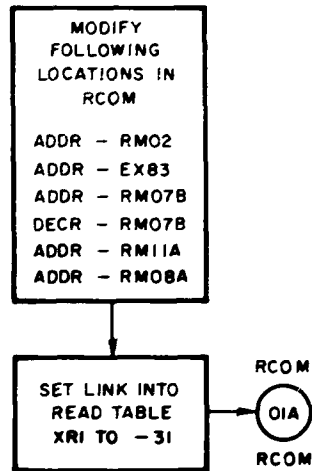 MODIFY
FOLLOWING
LOCATIONS IN
RCOM
ADDR - RM02
ADDR - EX83
ADDR - RM07B
DECR - RM07B
ADDR - RM11A
ADDR - RM08A
SET LINK INTO
READ TABLE
XR1 TO -31
RCOM
01A
RCOM